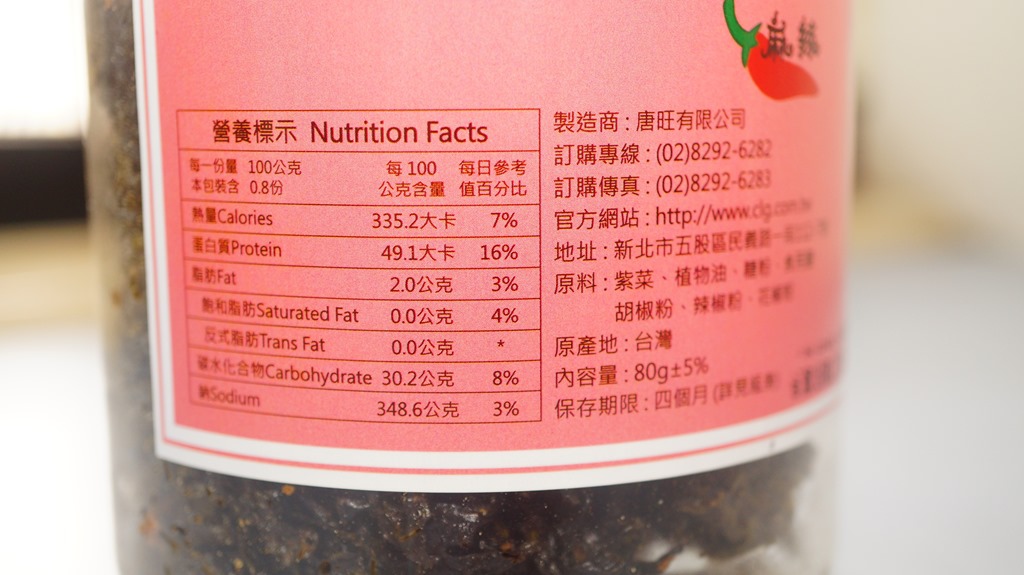 麻辣
營養標示 Nutrition Facts
每一份量 100公克
本包裝含 0.8份
每 100
公克含量
每日參考
值百分比
熱量Calories 335.2大卡 7%
蛋白質Protein 49.1大卡 16%
脂肪Fat 2.0公克 3%
飽和脂肪Saturated Fat 0.0公克 4%
反式脂肪Trans Fat 0.0公克 *
碳水化合物Carbohydrate 30.2公克 8%
鈉Sodium 348.6公克 3%
製造商:唐旺有限公司
訂購專線:(02)8292-6282
訂購傳真:(02)8292-6283
官方網站:http://www.clg.com.tw
地址:新北市五股區民義路一
原料:紫菜、植物油、糖、
胡椒粉、辣椒粉、花椒粉
原產地:台灣
內容量:80g±5%
保存期限:四個月(詳見瓶身)